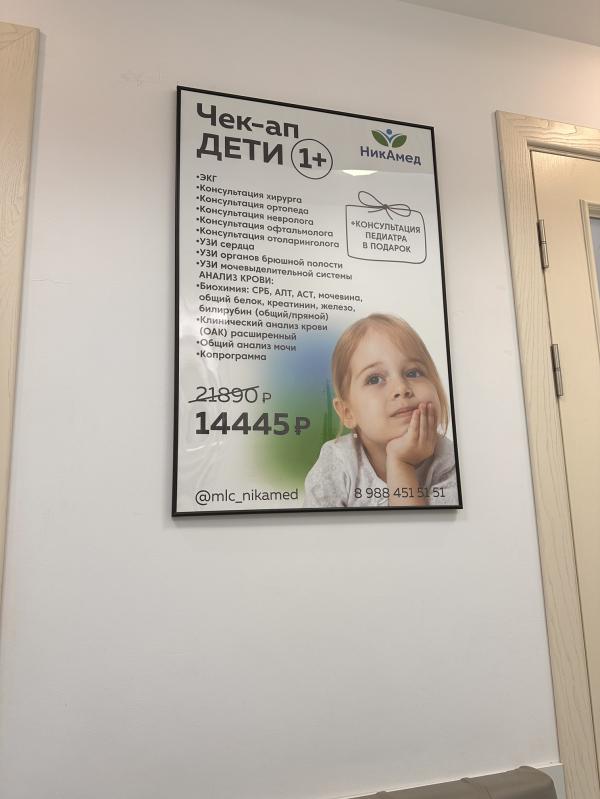 Чек-ап
ДЕТИ 1+
НикАмед
•ЭКГ
•Консультация хирурга
•Консультация ортопеда
•Консультация невролога
•Консультация офтальмолога
•Консультация отоларинголога
•УЗИ сердца
•УЗИ органов брюшной полости
•УЗИ мочевыделительной системы
АНАЛИЗ КРОВИ:
•Биохимия: СРБ, АЛТ, АСТ, мочевина,
общий белок, креатинин, железо,
билирубин (общий/прямой)
•Клинический анализ крови
(ОАК) расширенный
•Общий анализ мочи
•Копрограмма
+КОНСУЛЬТАЦИЯ
ПЕДИАТРА
В ПОДАРОК
21890 ₽
14445 ₽
@mlc_nikamed
8 988 451 51 51